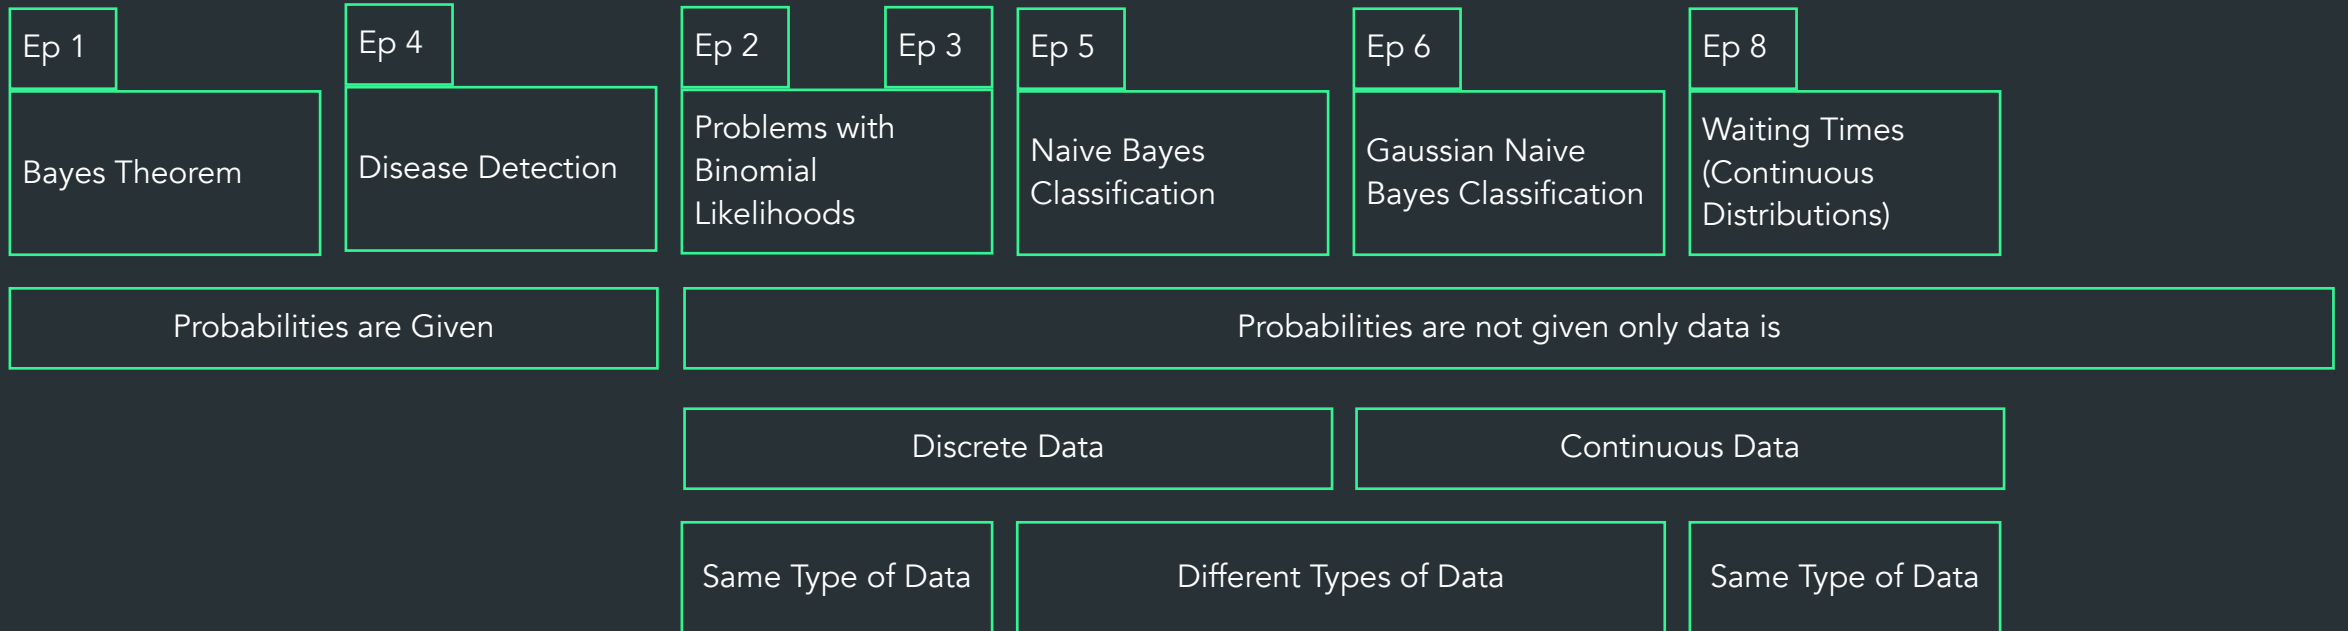 Ep 1
Ep 4
Ep 2
Ep 3
Ep 5
Ep 6
Ep 8
Bayes Theorem
Disease Detection
Problems with
Binomial
Likelihoods
Naive Bayes
Classification
Gaussian Naive
Bayes Classification
Waiting Times
(Continuous
Distributions)
Probabilities are Given
Probabilities are not given only data is
Discrete Data
Continuous Data
Same Type of Data
Different Types of Data
Same Type of Data